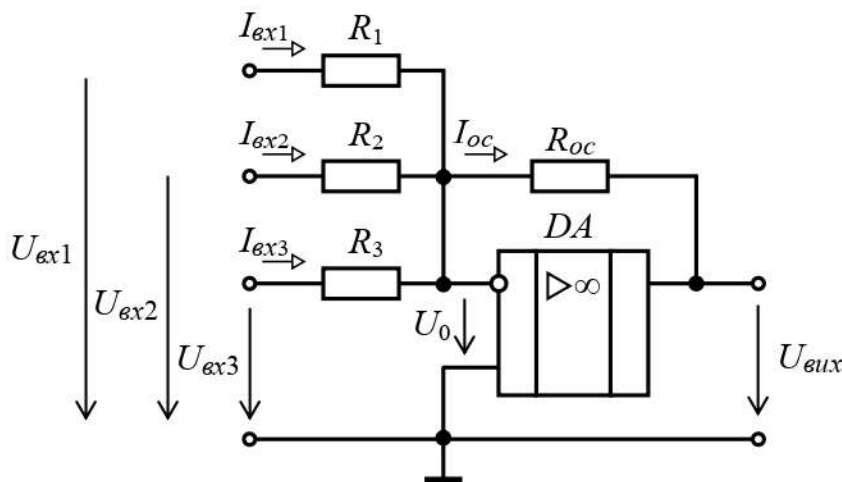 Iвх1 R1
Iвх2 R2 Iос Rос
Iвх3 R3 DA
▷∞
Uвх1
Uвх2
Uвх3
U0
Uвих